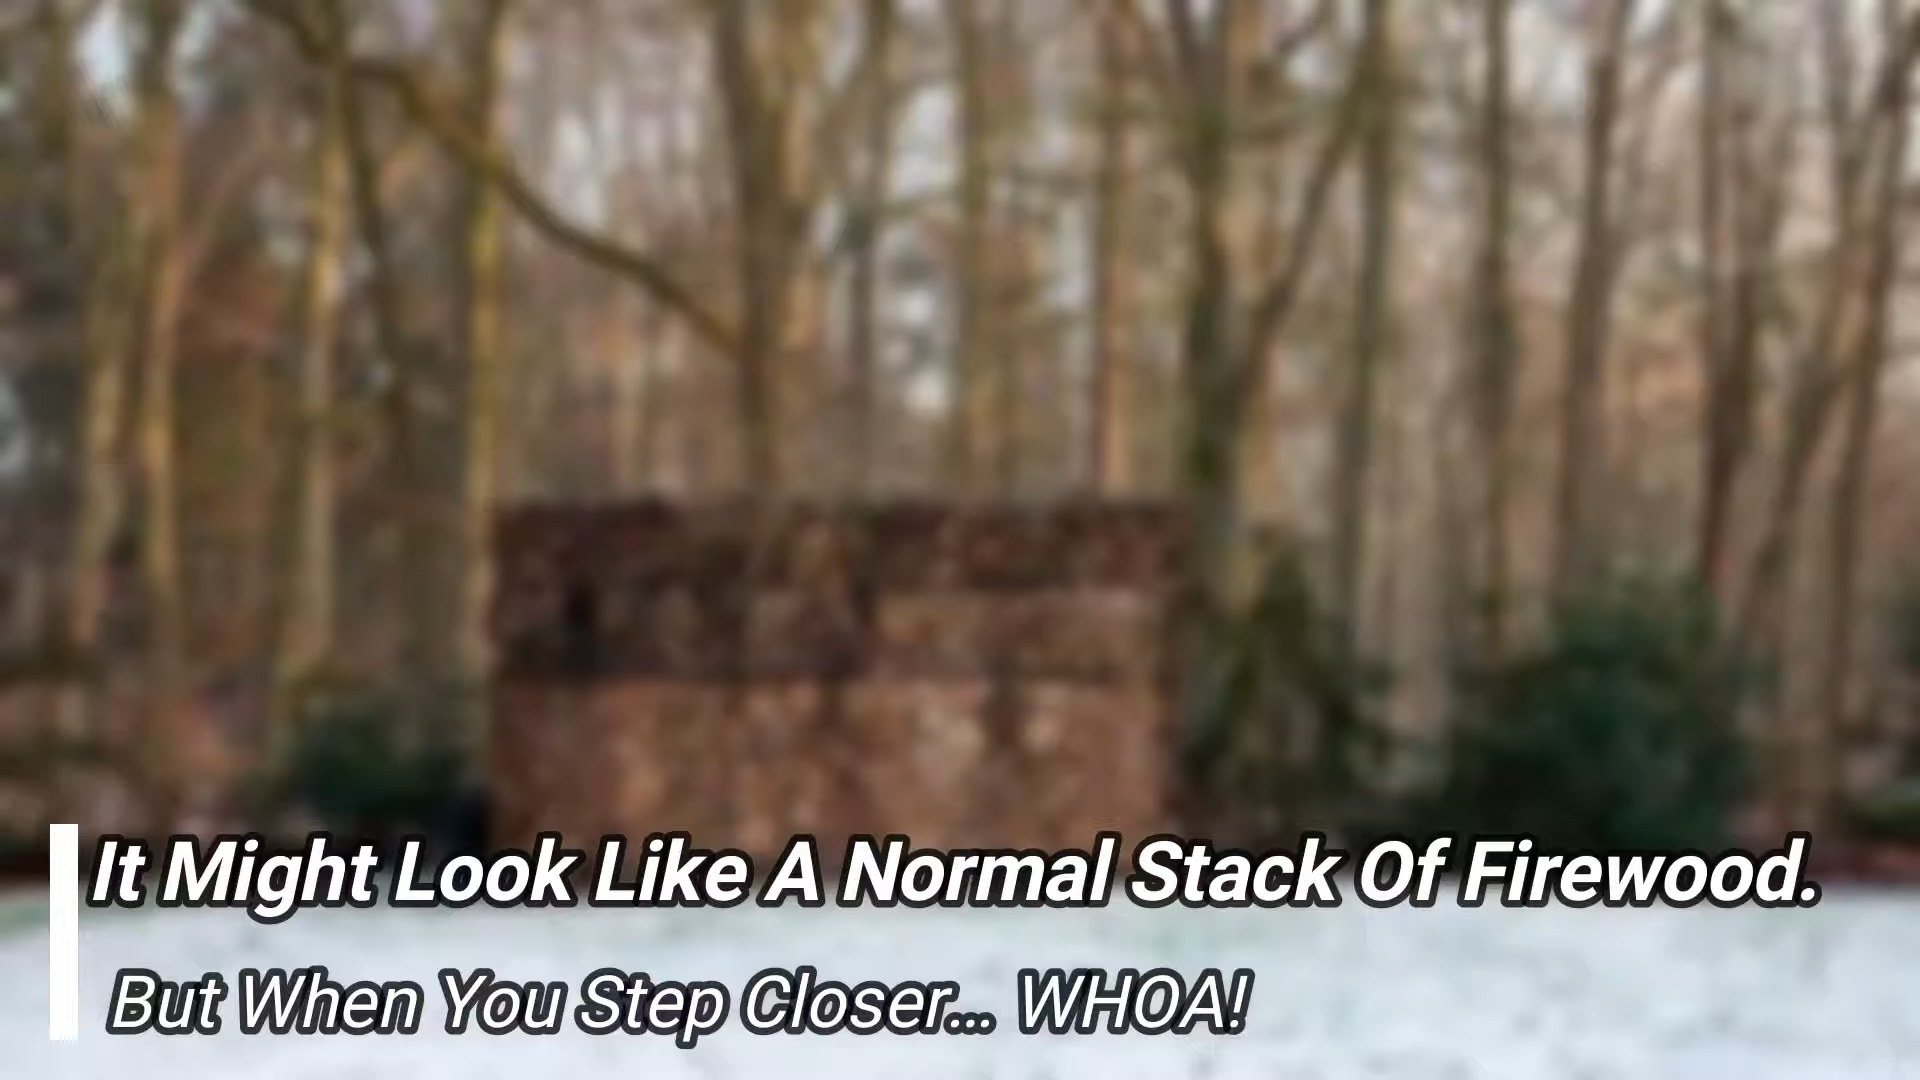 It Might Look Like A Normal Stack Of Firewood.
But When You Step Closer... WHOA!